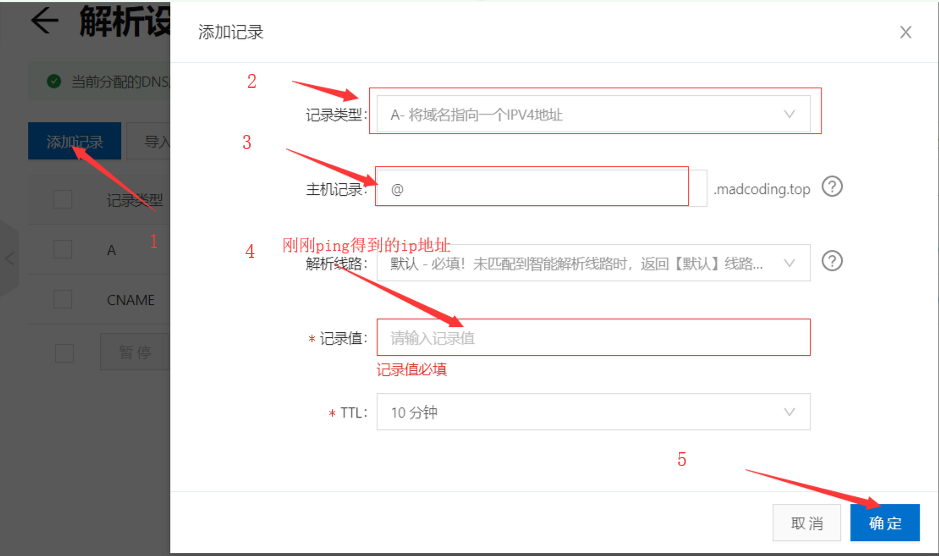 解析设
添加记录
当前分配的DNS
2
记录类型:
A- 将域名指向一个IPV4地址
添加记录
导入
3
主机记录:
@
.madcoding.top
?
记录类型
1
4
刚刚ping得到的ip地址
A
解析线路:
默认 - 必填！未匹配到智能解析线路时，返回【默认】线路...
?
CNAME
* 记录值:
请输入记录值
暂停
记录值必填
* TTL:
10 分钟
5
取消
确定